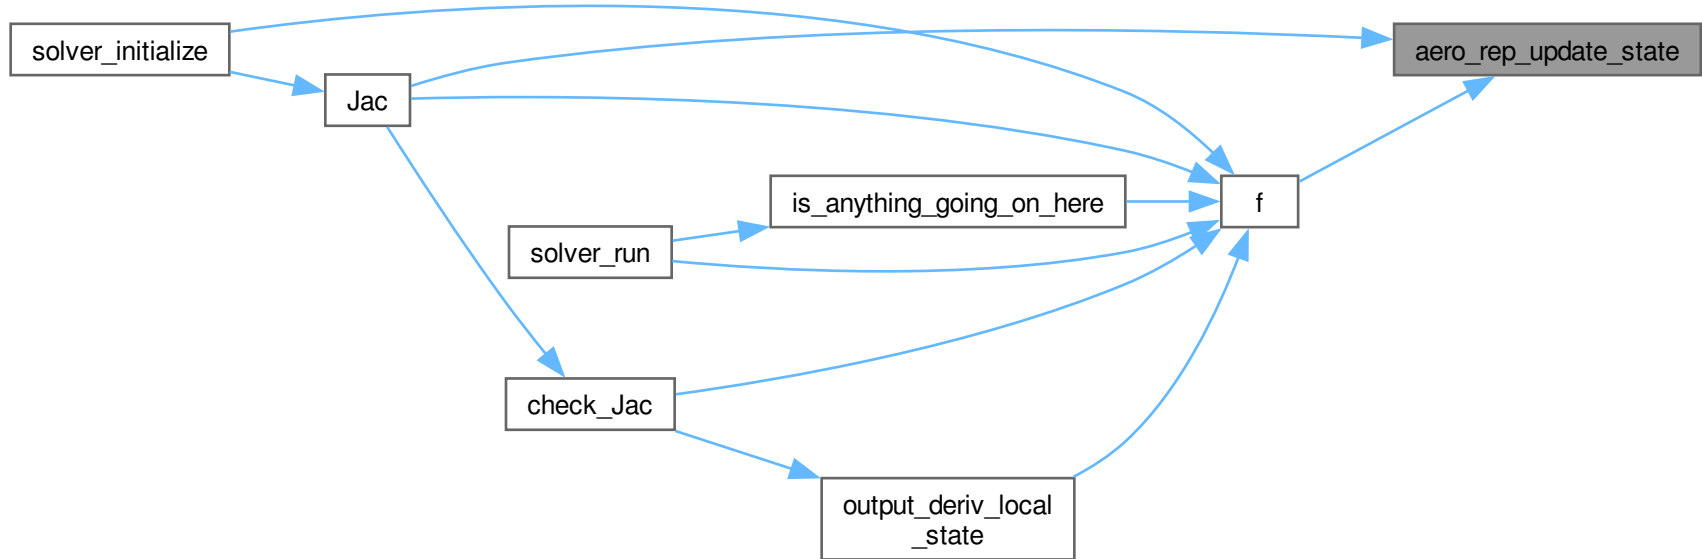 solver_initialize
aero_rep_update_state
Jac
is_anything_going_on_here
f
solver_run
check_Jac
output_deriv_local
_state